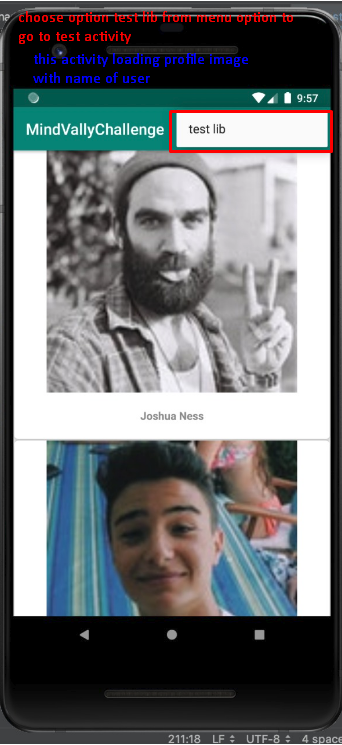 choose option test lib from menu option to
go to test activity
this activity loading profile image
with name of user
9:57
MindVallyChallenge
test lib
Joshua Ness
211:18 LF UTF-8 4 space